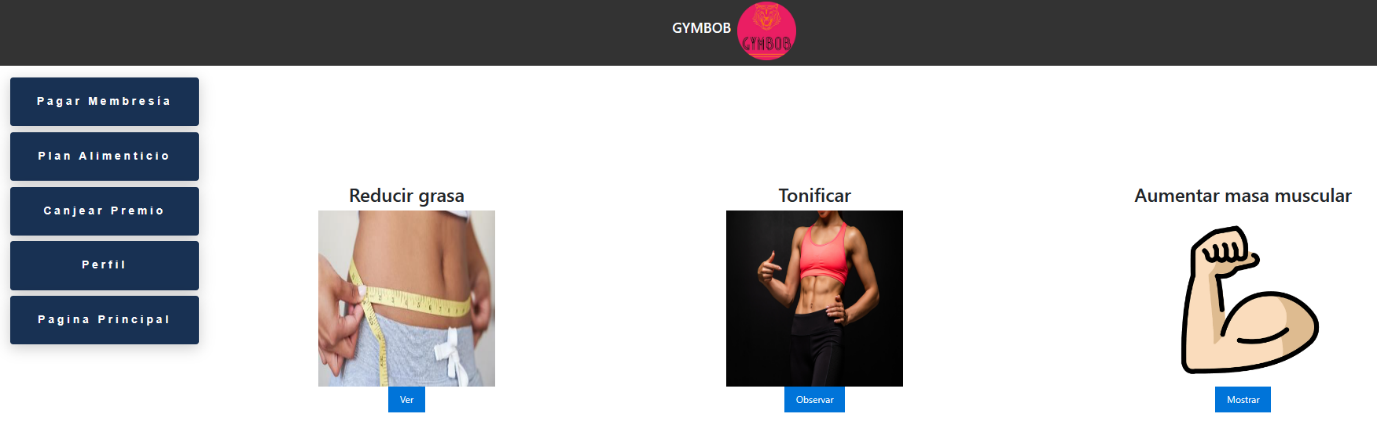 GYMBOB
GYMBOB
Pagar Membresía
Plan Alimenticio
Canjear Premio
Perfil
Pagina Principal
Reducir grasa
Tonificar
Aumentar masa muscular
Ver
Observar
Mostrar